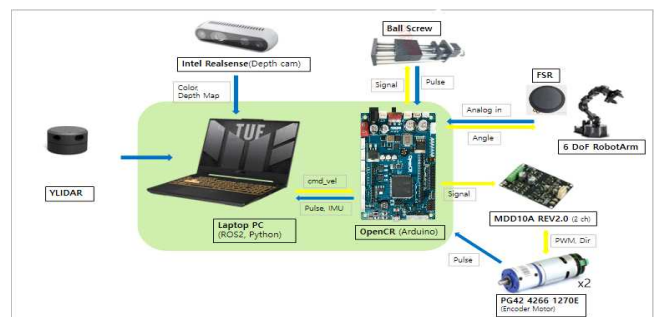 Ball Screw
Intel Realsense(Depth cam)
Signal
Pulse
FSR
Color,
Depth Map
Analog in
Angle
6 DoF RobotArm
TUF
OpenCR
YLIDAR
cmd_vel
Pulse, IMU
Signal
MDD10A REV2.0 (2 ch)
Laptop PC
(ROS2, Python)
OpenCR (Arduino)
PWM, Dir
Pulse
x2
PG42 4266 1270E
(Encoder Motor)